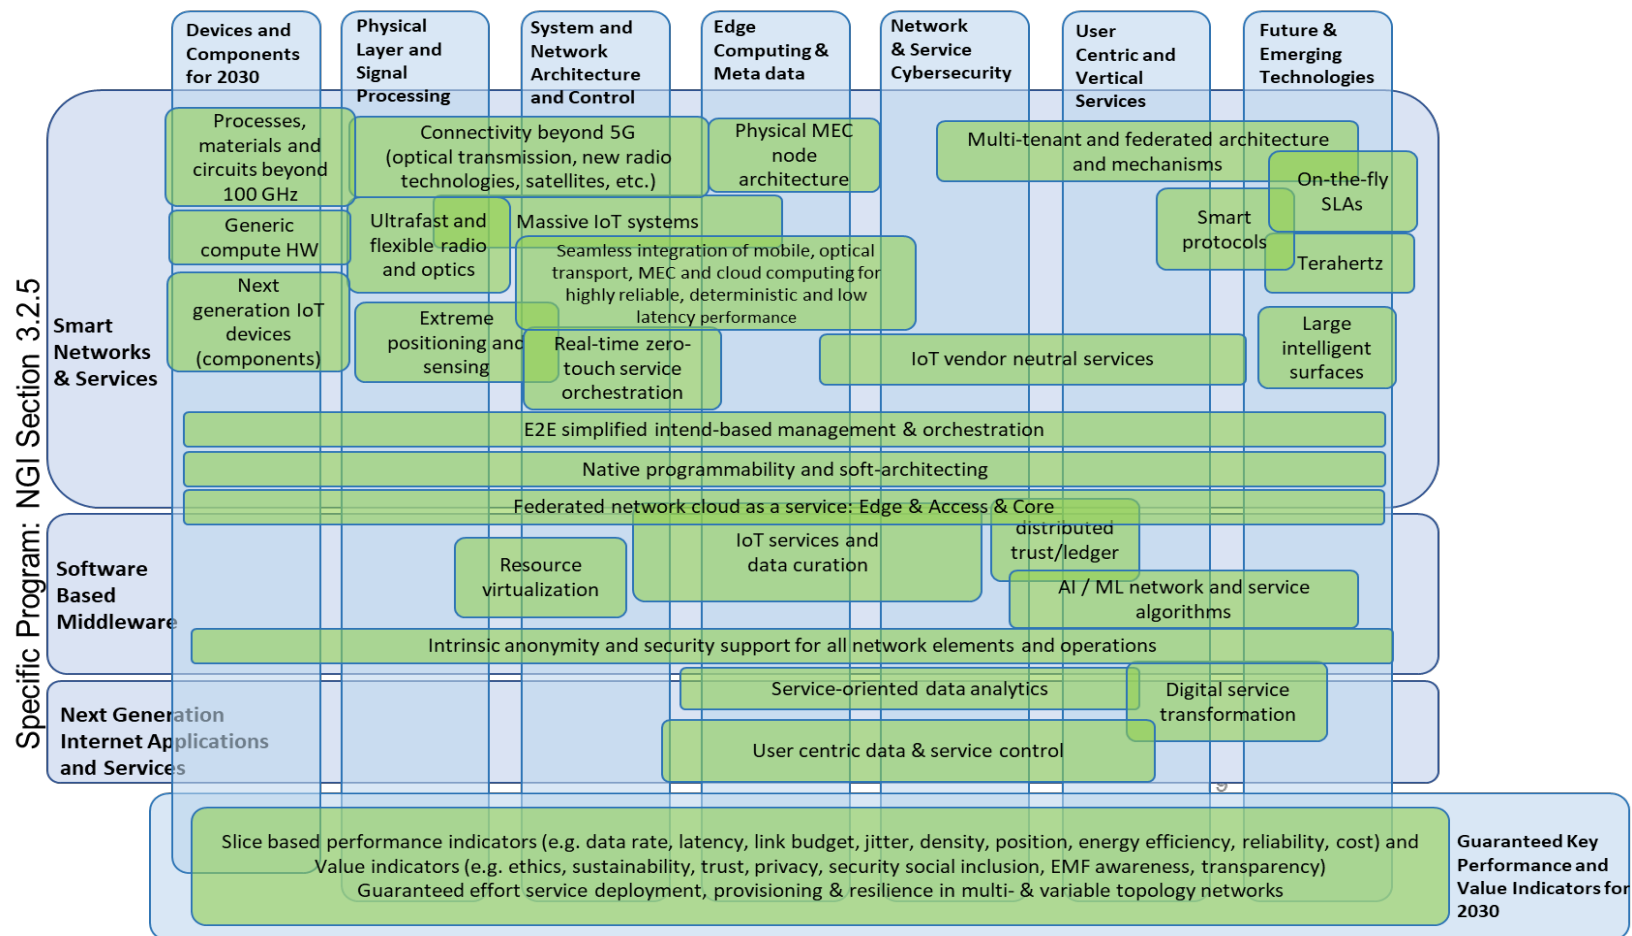 Devices and
Components
for 2030
Physical
Layer and
Signal
Processing
System and
Network
Architecture
and Control
Edge
Computing &
Meta data
Network
& Service
Cybersecurity
User
Centric and
Vertical
Services
Future &
Emerging
Technologies
Specific Program: NGI Section 3.2.5
Smart
Networks
& Services
Processes,
materials and
circuits beyond
100 GHz
Connectivity beyond 5G
(optical transmission, new radio
technologies, satellites, etc.)
Physical MEC
node
architecture
Multi-tenant and federated architecture
and mechanisms
On-the-fly
SLAs
Generic
compute HW
Ultrafast and
flexible radio
and optics
Massive IoT systems
Smart
protocols
Terahertz
Seamless integration of mobile, optical
transport, MEC and cloud computing for
highly reliable, deterministic and low
latency performance
Next
generation IoT
devices
(components)
Extreme
positioning and
sensing
Real-time zero-
touch service
orchestration
IoT vendor neutral services
Large
intelligent
surfaces
E2E simplified intend-based management & orchestration
Native programmability and soft-architecting
Federated network cloud as a service: Edge & Access & Core
Software
Based
Middleware
Resource
virtualization
IoT services and
data curation
distributed
trust/ledger
AI / ML network and service
algorithms
Intrinsic anonymity and security support for all network elements and operations
Next Generation
Internet Applications
and Services
Service-oriented data analytics
Digital service
transformation
User centric data & service control
9
Slice based performance indicators (e.g. data rate, latency, link budget, jitter, density, position, energy efficiency, reliability, cost) and
Value indicators (e.g. ethics, sustainability, trust, privacy, security social inclusion, EMF awareness, transparency)
Guaranteed effort service deployment, provisioning & resilience in multi- & variable topology networks
Guaranteed Key
Performance and
Value Indicators for
2030